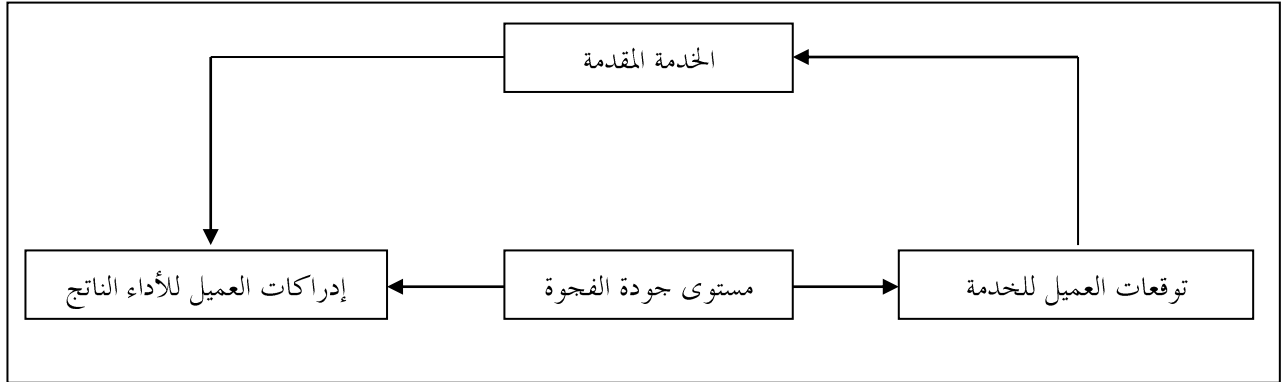 الخدمة المقدمة
توقعات العميل للخدمة
مستوى جودة الفجوة
إدراكات العميل للأداء الناتج